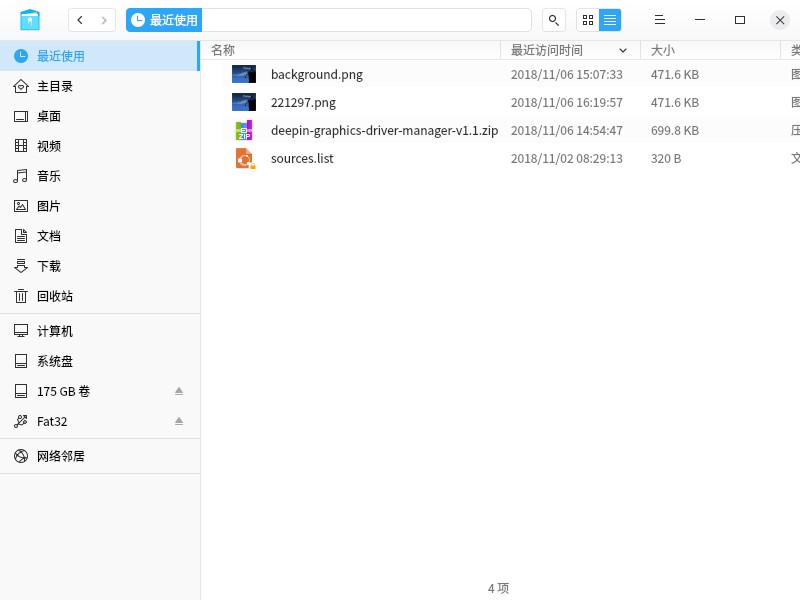 最近使用
最近使用
主目录
桌面
视频
音乐
图片
文档
下载
回收站
计算机
系统盘
175 GB 卷
Fat32
网络邻居
名称 最近访问时间 大小
background.png 2018/11/06 15:07:33 471.6 KB
221297.png 2018/11/06 16:19:57 471.6 KB
deepin-graphics-driver-manager-v1.1.zip 2018/11/06 14:54:47 699.8 KB
sources.list 2018/11/02 08:29:13 320 B
4 项